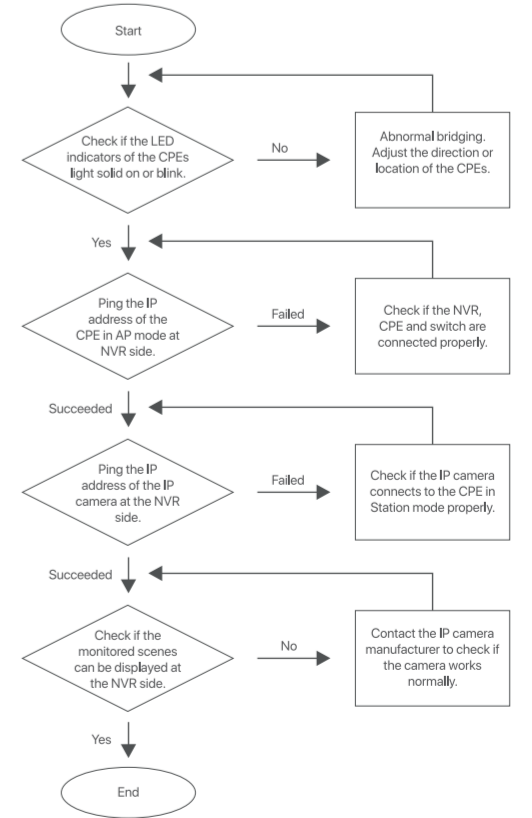 Start
Check if the LED
indicators of the CPEs
light solid on or blink.
No
Abnormal bridging.
Adjust the direction or
location of the CPEs.
Yes
Ping the IP
address of the
CPE in AP mode at
NVR side.
Failed
Check if the NVR,
CPE and switch are
connected properly.
Succeeded
Ping the IP
address of the IP
camera at the NVR
side.
Failed
Check if the IP camera
connects to the CPE in
Station mode properly.
Succeeded
Check if the
monitored scenes
can be displayed at
the NVR side.
No
Contact the IP camera
manufacturer to check if
the camera works
normally.
Yes
End